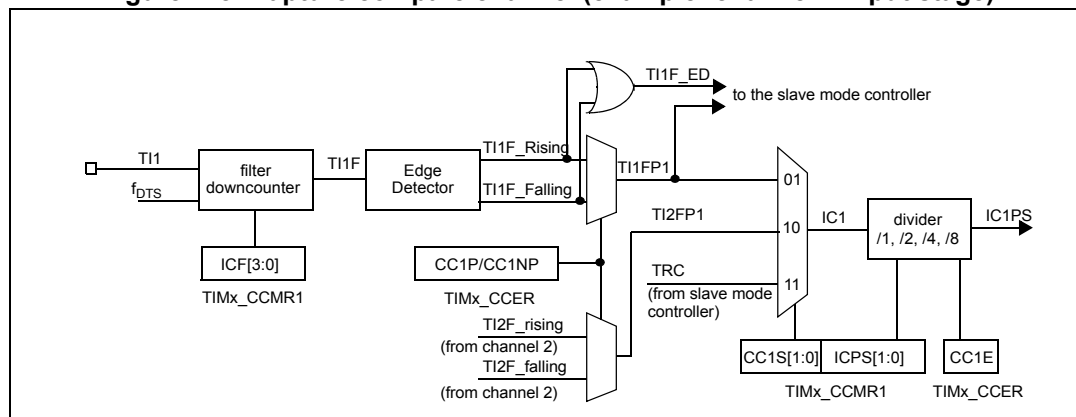 TI1F_ED
to the slave mode controller
TI1
f_DTS
filter
downcounter
TI1F
Edge
Detector
TI1F_Rising
TI1F_Falling
TI1FP1
01
TI2FP1
10
IC1
divider
/1, /2, /4, /8
IC1PS
ICF[3:0]
TIMx_CCMR1
CC1P/CC1NP
TIMx_CCER
TRC
(from slave mode
controller)
11
TI2F_rising
(from channel 2)
TI2F_falling
(from channel 2)
CC1S[1:0]
ICPS[1:0]
CC1E
TIMx_CCMR1
TIMx_CCER